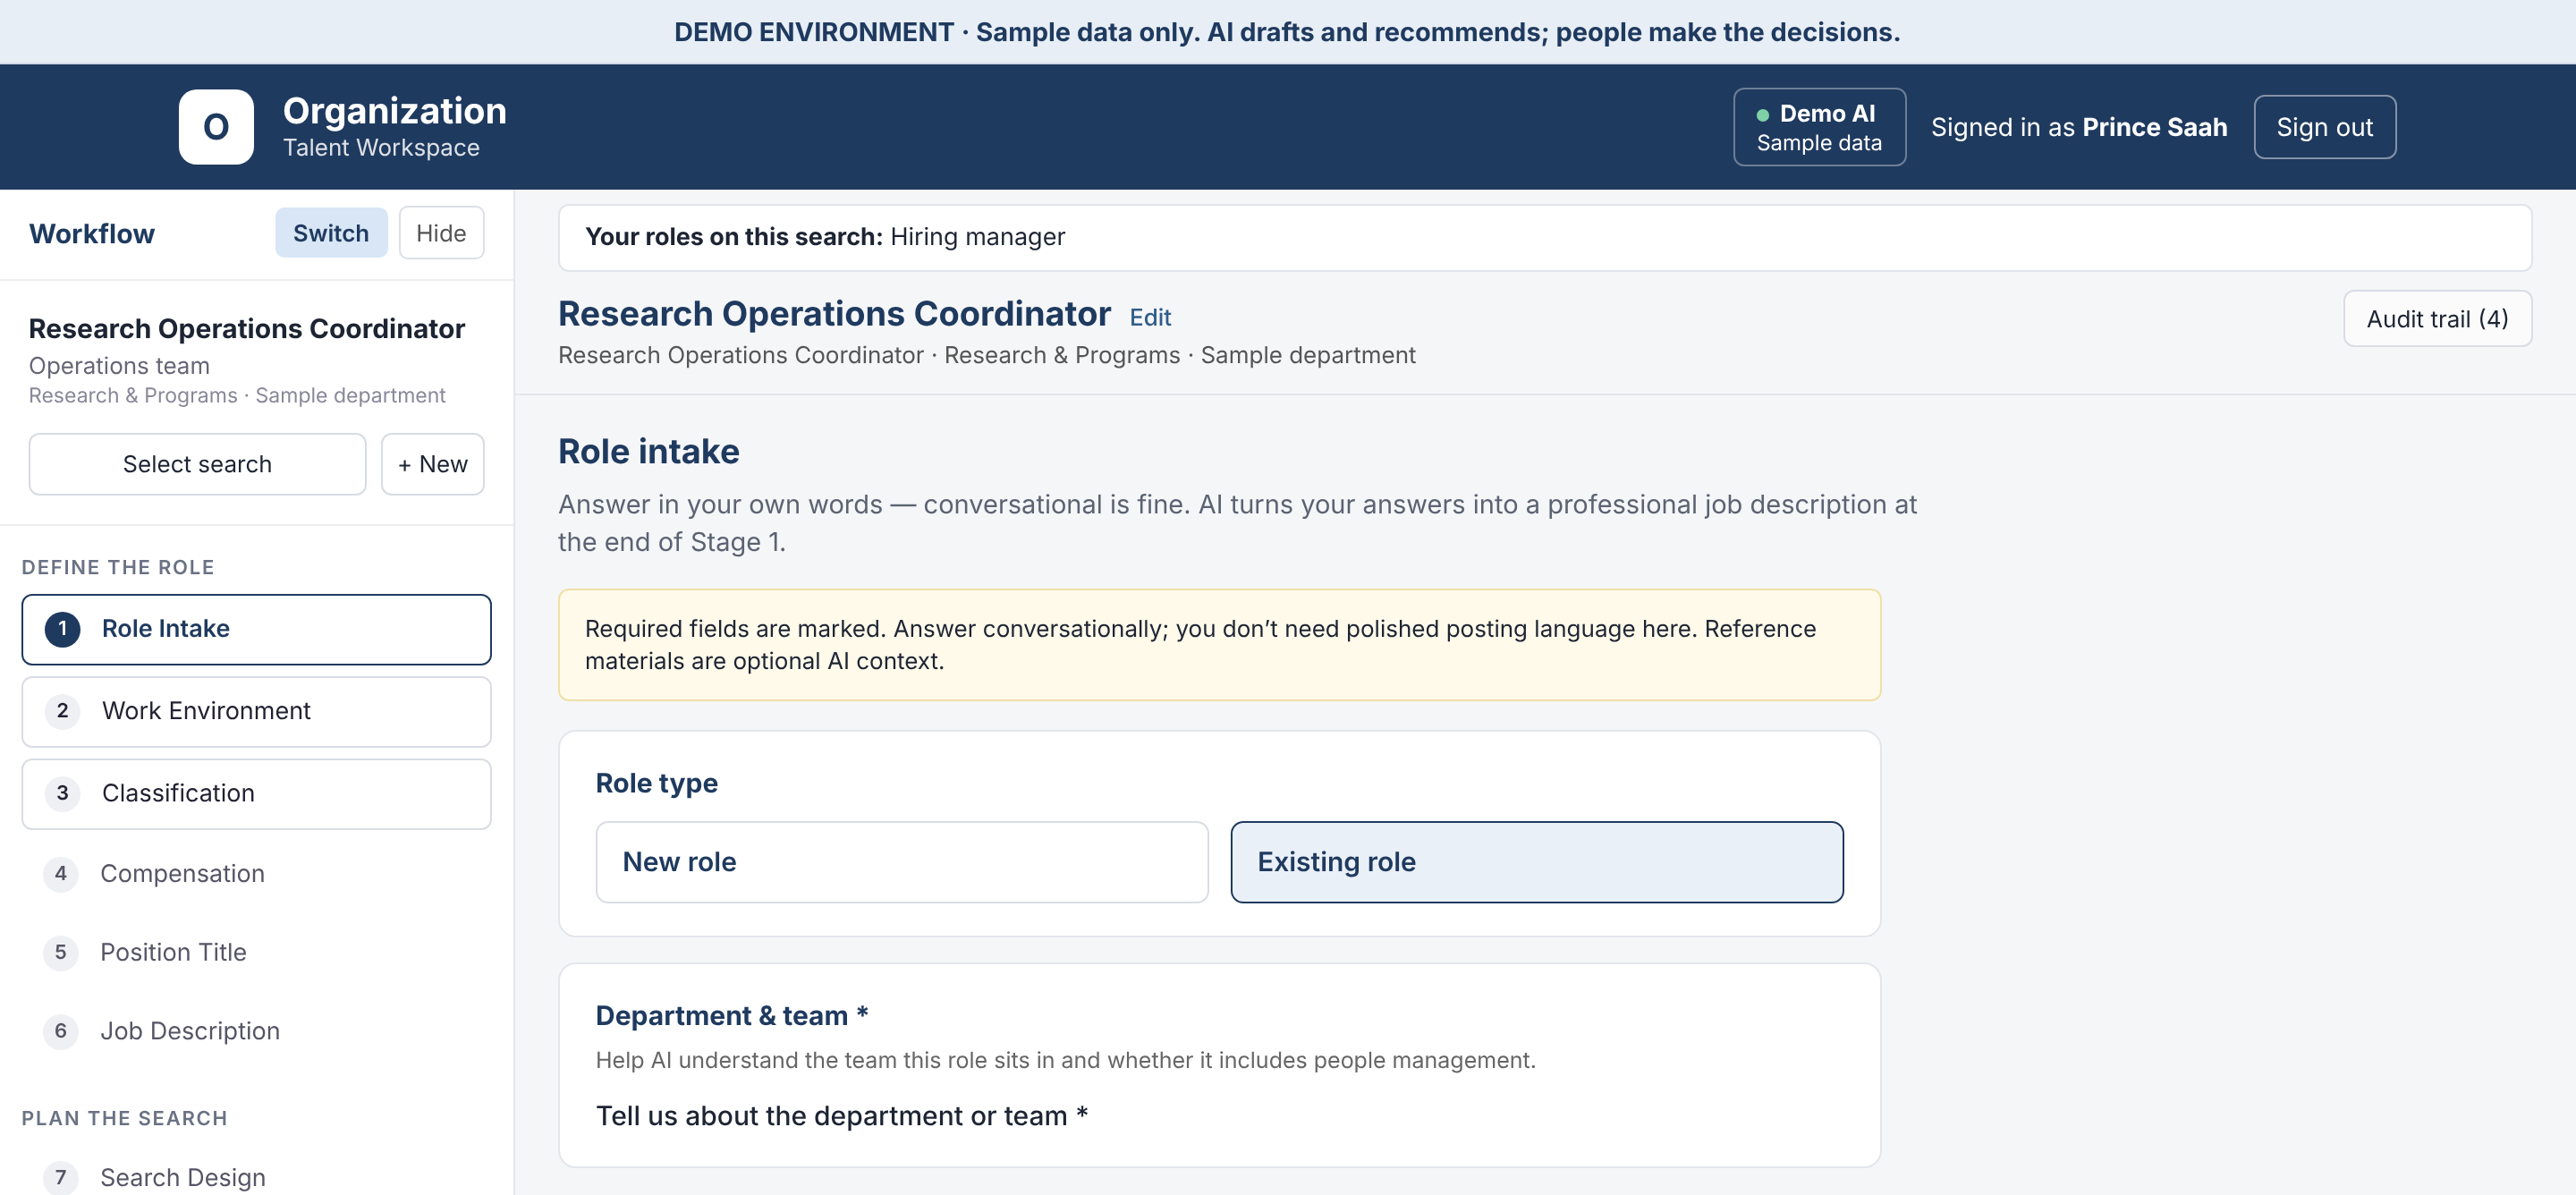 DEMO ENVIRONMENT · Sample data only. AI drafts and recommends; people make the decisions.
O
Organization
Talent Workspace
Demo AI
Sample data
Signed in as Prince Saah
Sign out
Workflow
Switch
Hide
Research Operations Coordinator
Operations team
Research & Programs · Sample department
Select search
+ New
DEFINE THE ROLE
1 Role Intake
2 Work Environment
3 Classification
4 Compensation
5 Position Title
6 Job Description
PLAN THE SEARCH
7 Search Design
Your roles on this search: Hiring manager
Research Operations Coordinator Edit
Research Operations Coordinator · Research & Programs · Sample department
Audit trail (4)
Role intake
Answer in your own words — conversational is fine. AI turns your answers into a professional job description at
the end of Stage 1.
Required fields are marked. Answer conversationally; you don’t need polished posting language here. Reference
materials are optional AI context.
Role type
New role
Existing role
Department & team *
Help AI understand the team this role sits in and whether it includes people management.
Tell us about the department or team *